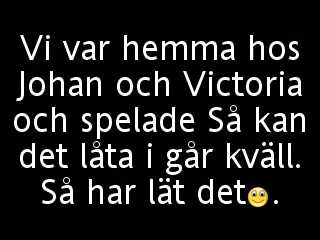 Vi var hemma hos
Johan och Victoria
och spelade Så kan
det låta i går kväll.
Så har lät det🙂.